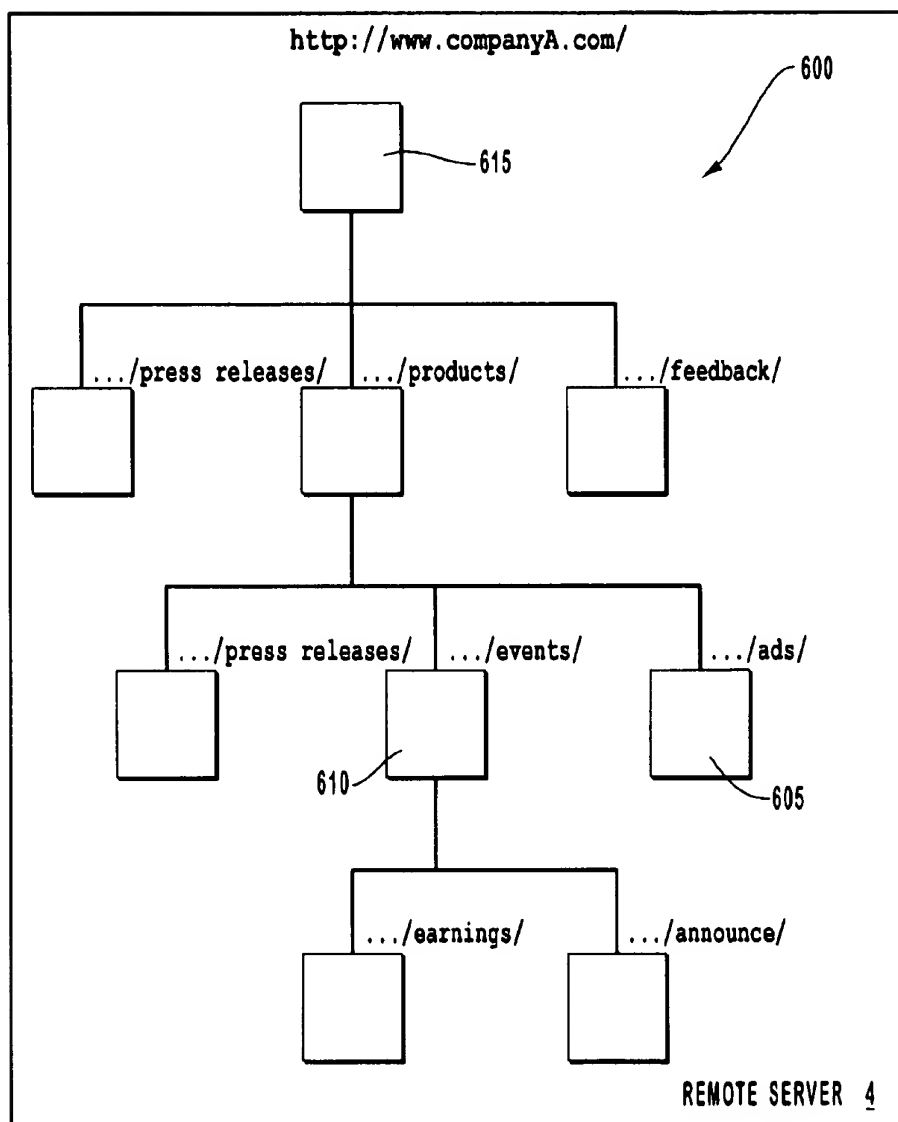 http://www.companyA.com/
600
615
.../press releases/
.../products/
.../feedback/
.../press releases/
.../events/
.../ads/
610
605
.../earnings/
.../announce/
REMOTE SERVER 4